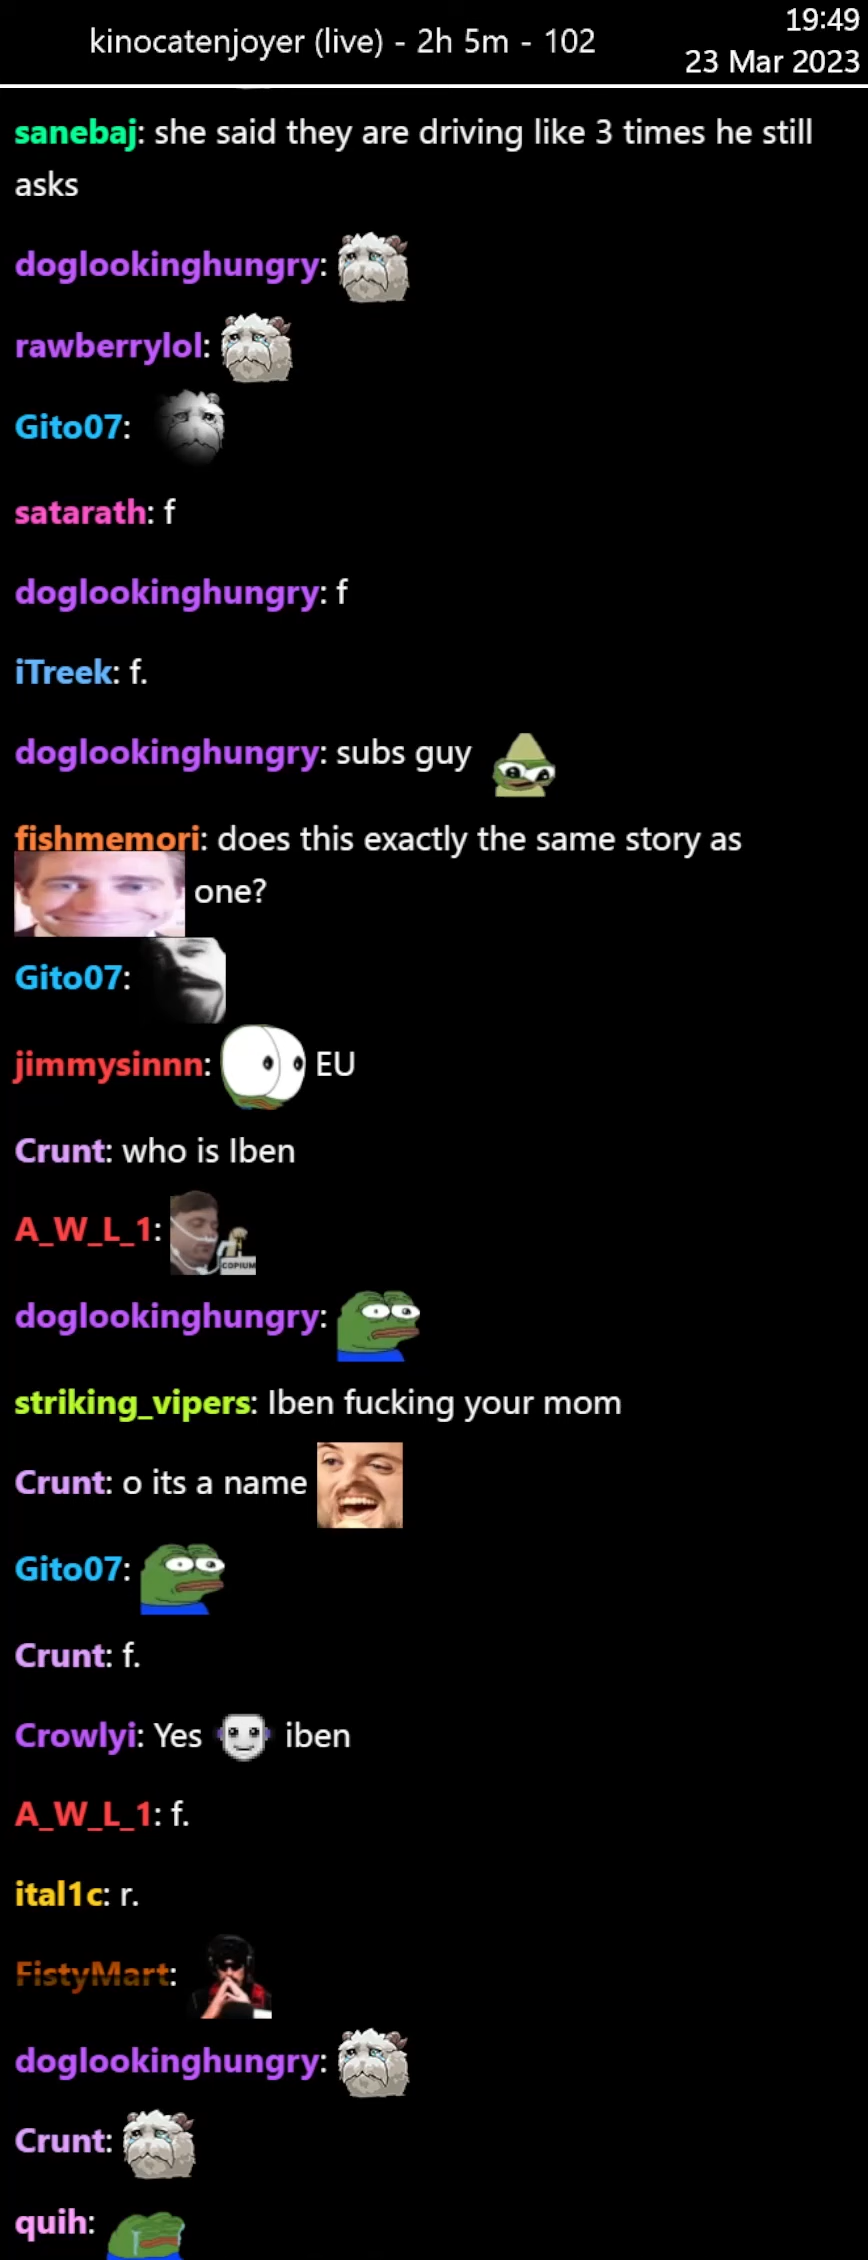 kinocatenjoyer (live) - 2h 5m - 102
19:49
23 Mar 2023
sanebaj: she said they are driving like 3 times he still
asks
doglookinghungry:
rawberrylol:
Gito07:
satarath: f
doglookinghungry: f
iTreek: f.
doglookinghungry: subs guy
fishmemori: does this exactly the same story as
one?
Gito07:
jimmysinnn: EU
Crunt: who is Iben
A_W_L_1:
COPIUM
doglookinghungry:
striking_vipers: Iben fucking your mom
Crunt: o its a name
Gito07:
Crunt: f.
Crowlyi: Yes iben
A_W_L_1: f.
ital1c: r.
FistyMart:
doglookinghungry:
Crunt:
quih: